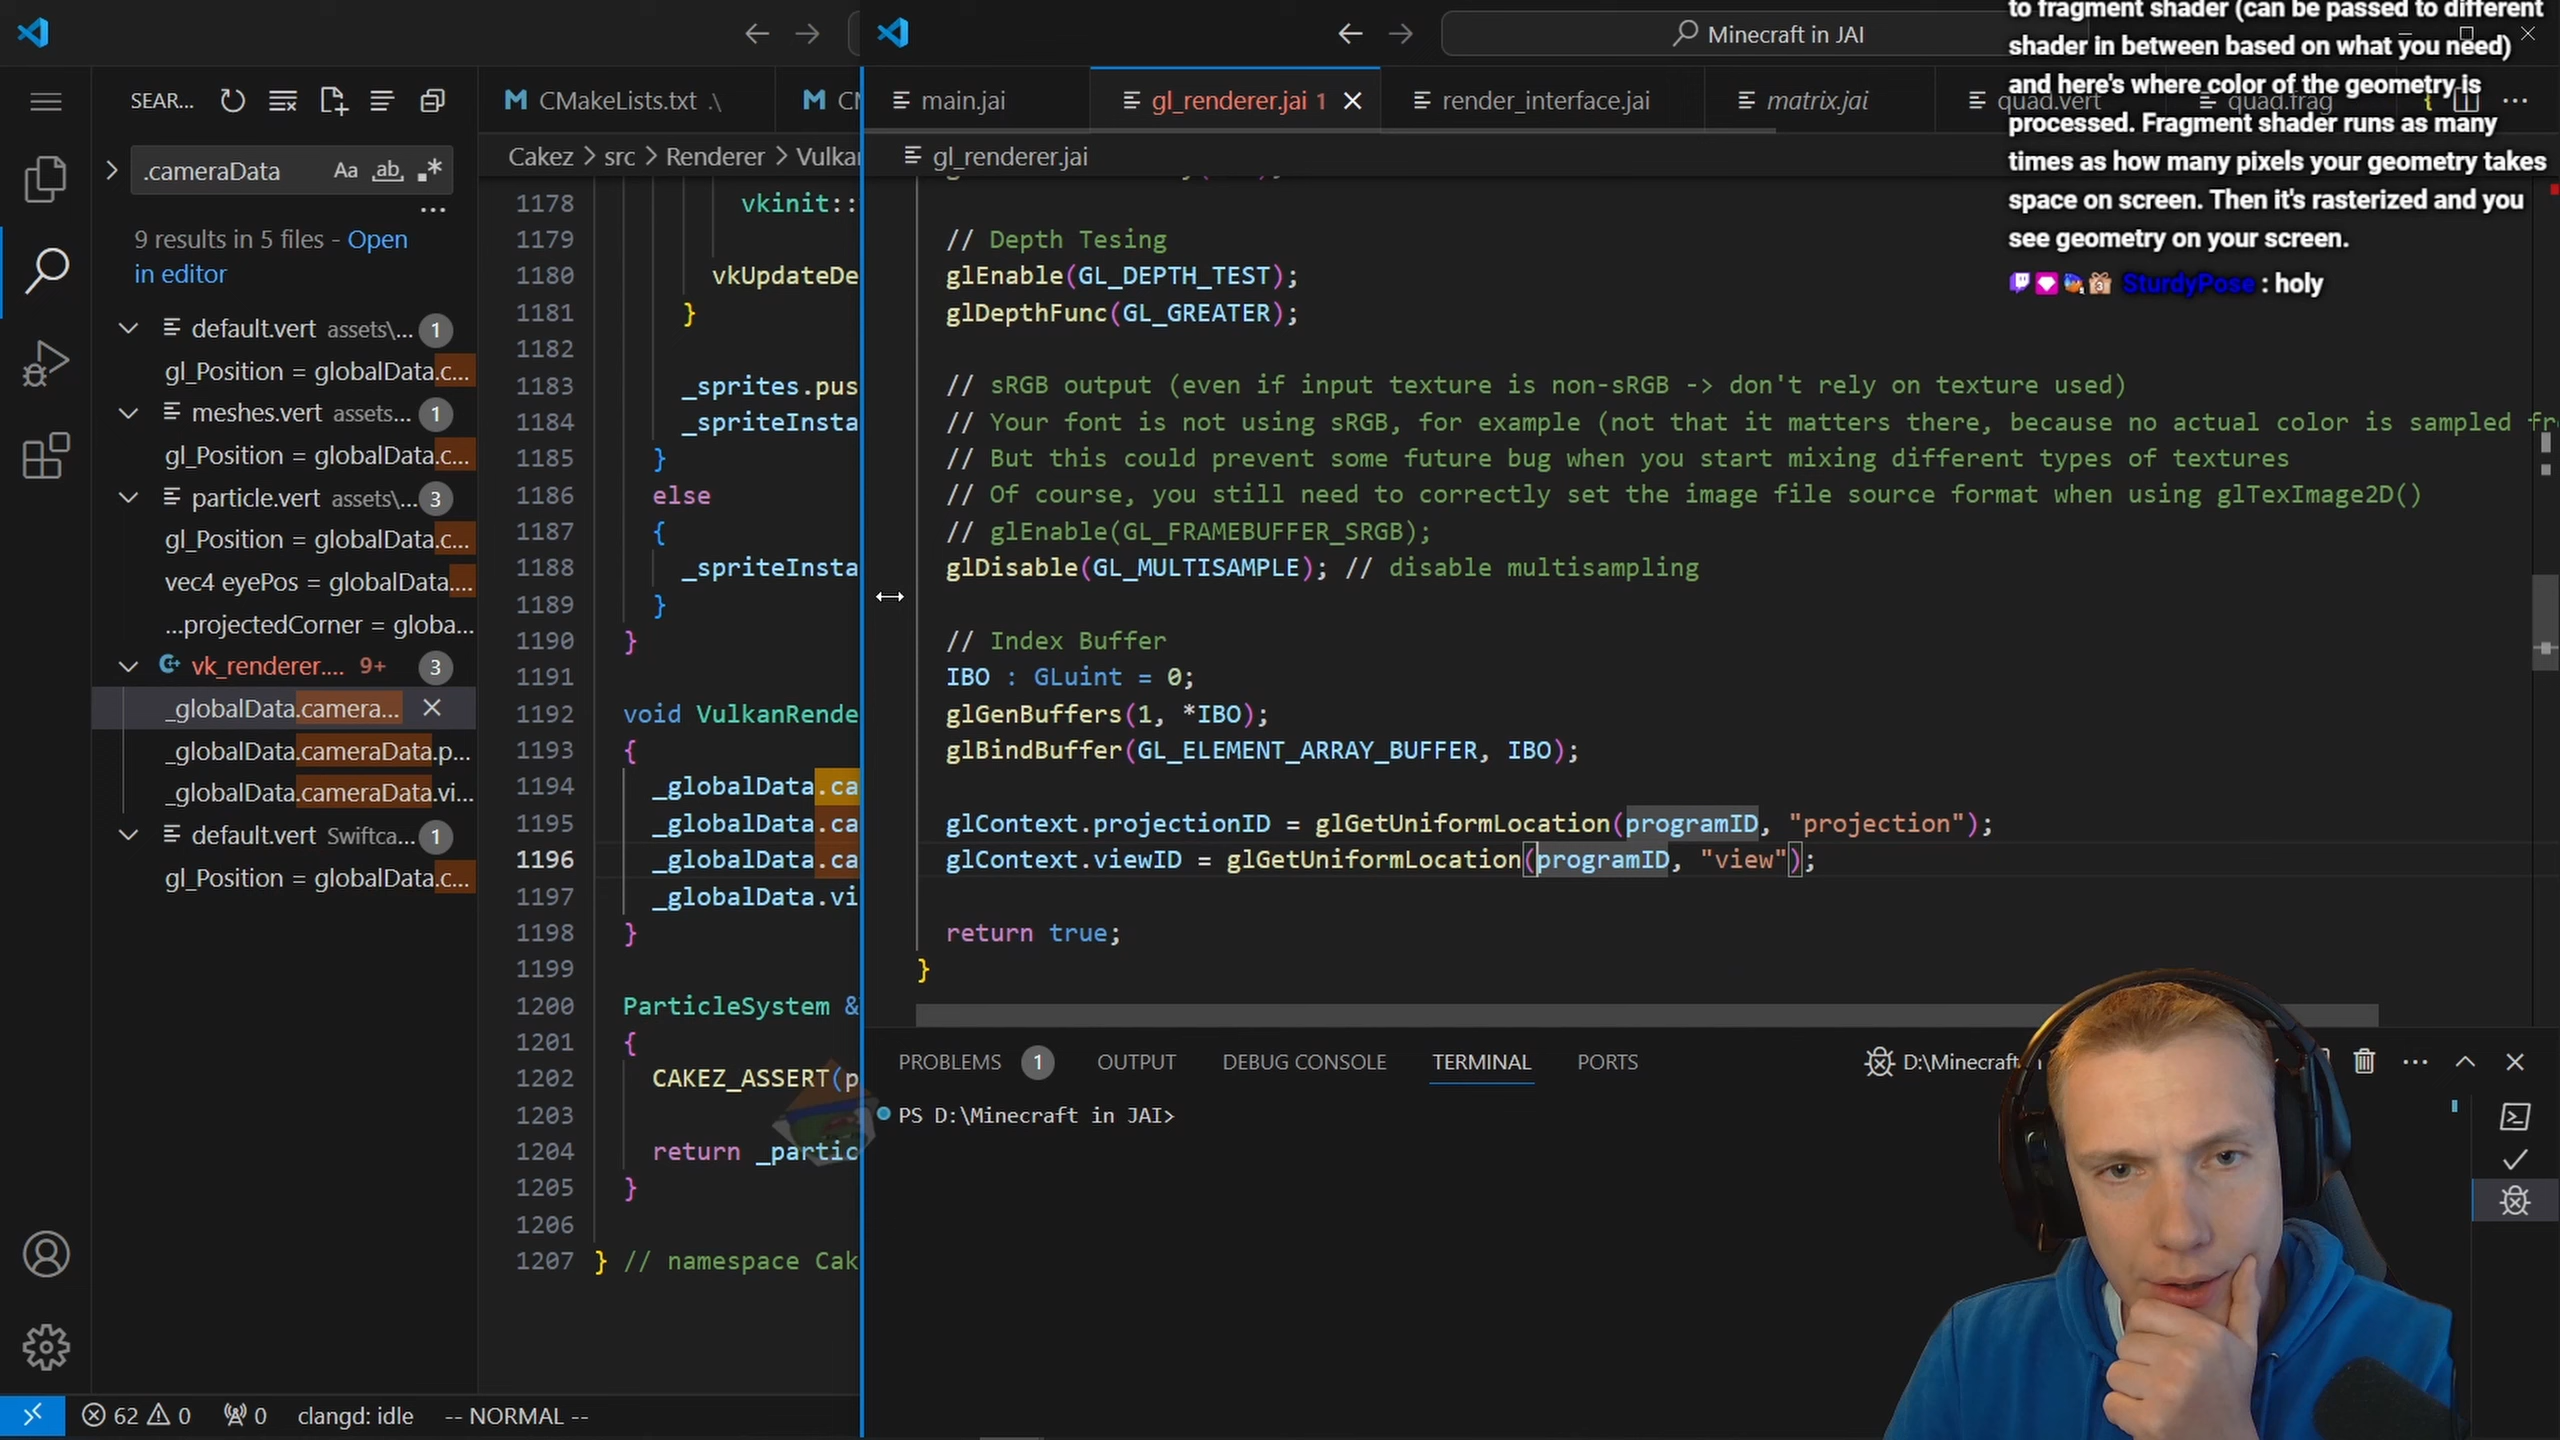 SEAR...
.cameraData
Aa
ab
9 results in 5 files - Open
in editor
default.vert assets\... 1
gl_Position = globalData.c...
meshes.vert assets... 1
gl_Position = globalData.c...
particle.vert assets\... 3
gl_Position = globalData.c...
vec4 eyePos = globalData....
...projectedCorner = globa...
vk_renderer.... 9+ 3
_globalData.camera...
_globalData.cameraData.p...
_globalData.cameraData.vi...
default.vert Swiftca... 1
gl_Position = globalData.c...
62 0 0 clangd: idle -- NORMAL --
CMakeLists.txt .\
Cakez > src > Renderer > Vulkan
1178 vkinit::
1179
1180 vkUpdateDe
1181 }
1182
1183 _sprites.pus
1184 _spriteInsta
1185 }
1186 else
1187 {
1188 _spriteInsta
1189 }
1190 }
1191
1192 void VulkanRende
1193 {
1194 _globalData.ca
1195 _globalData.ca
1196 _globalData.ca
1197 _globalData.vi
1198 }
1199
1200 ParticleSystem &
1201 {
1202 CAKEZ_ASSERT(p
1203
1204 return _partic
1205 }
1206
1207 } // namespace Cak
Minecraft in JAI
main.jai
gl_renderer.jai 1
render_interface.jai
matrix.jai
quad.vert
quad.frag
gl_renderer.jai
// Depth Tesing
glEnable(GL_DEPTH_TEST);
glDepthFunc(GL_GREATER);
// sRGB output (even if input texture is non-sRGB -> don't rely on texture used)
// Your font is not using sRGB, for example (not that it matters there, because no actual color is sampled
// But this could prevent some future bug when you start mixing different types of textures
// Of course, you still need to correctly set the image file source format when using glTexImage2D()
// glEnable(GL_FRAMEBUFFER_SRGB);
glDisable(GL_MULTISAMPLE); // disable multisampling
// Index Buffer
IBO : GLuint = 0;
glGenBuffers(1, *IBO);
glBindBuffer(GL_ELEMENT_ARRAY_BUFFER, IBO);
glContext.projectionID = glGetUniformLocation(programID, "projection");
glContext.viewID = glGetUniformLocation(programID, "view");
return true;
}
PROBLEMS 1 OUTPUT DEBUG CONSOLE TERMINAL PORTS
D:\Minecraft
PS D:\Minecraft in JAI>
to fragment shader (can be passed to different
shader in between based on what you need)
and here's where color of the geometry is
processed. Fragment shader runs as many
times as how many pixels your geometry takes
space on screen. Then it's rasterized and you
see geometry on your screen.
SturdyPose : holy